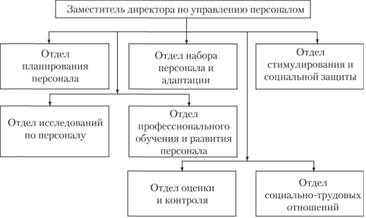 Заместитель директора по управлению персоналом
Отдел
планирования
персонала
Отдел набора
персонала и
адаптации
Отдел
стимулирования и
социальной защиты
Отдел исследований
по персоналу
Отдел
профессионального
обучения и развития
персонала
Отдел оценки
и контроля
Отдел
социально-трудовых
отношений